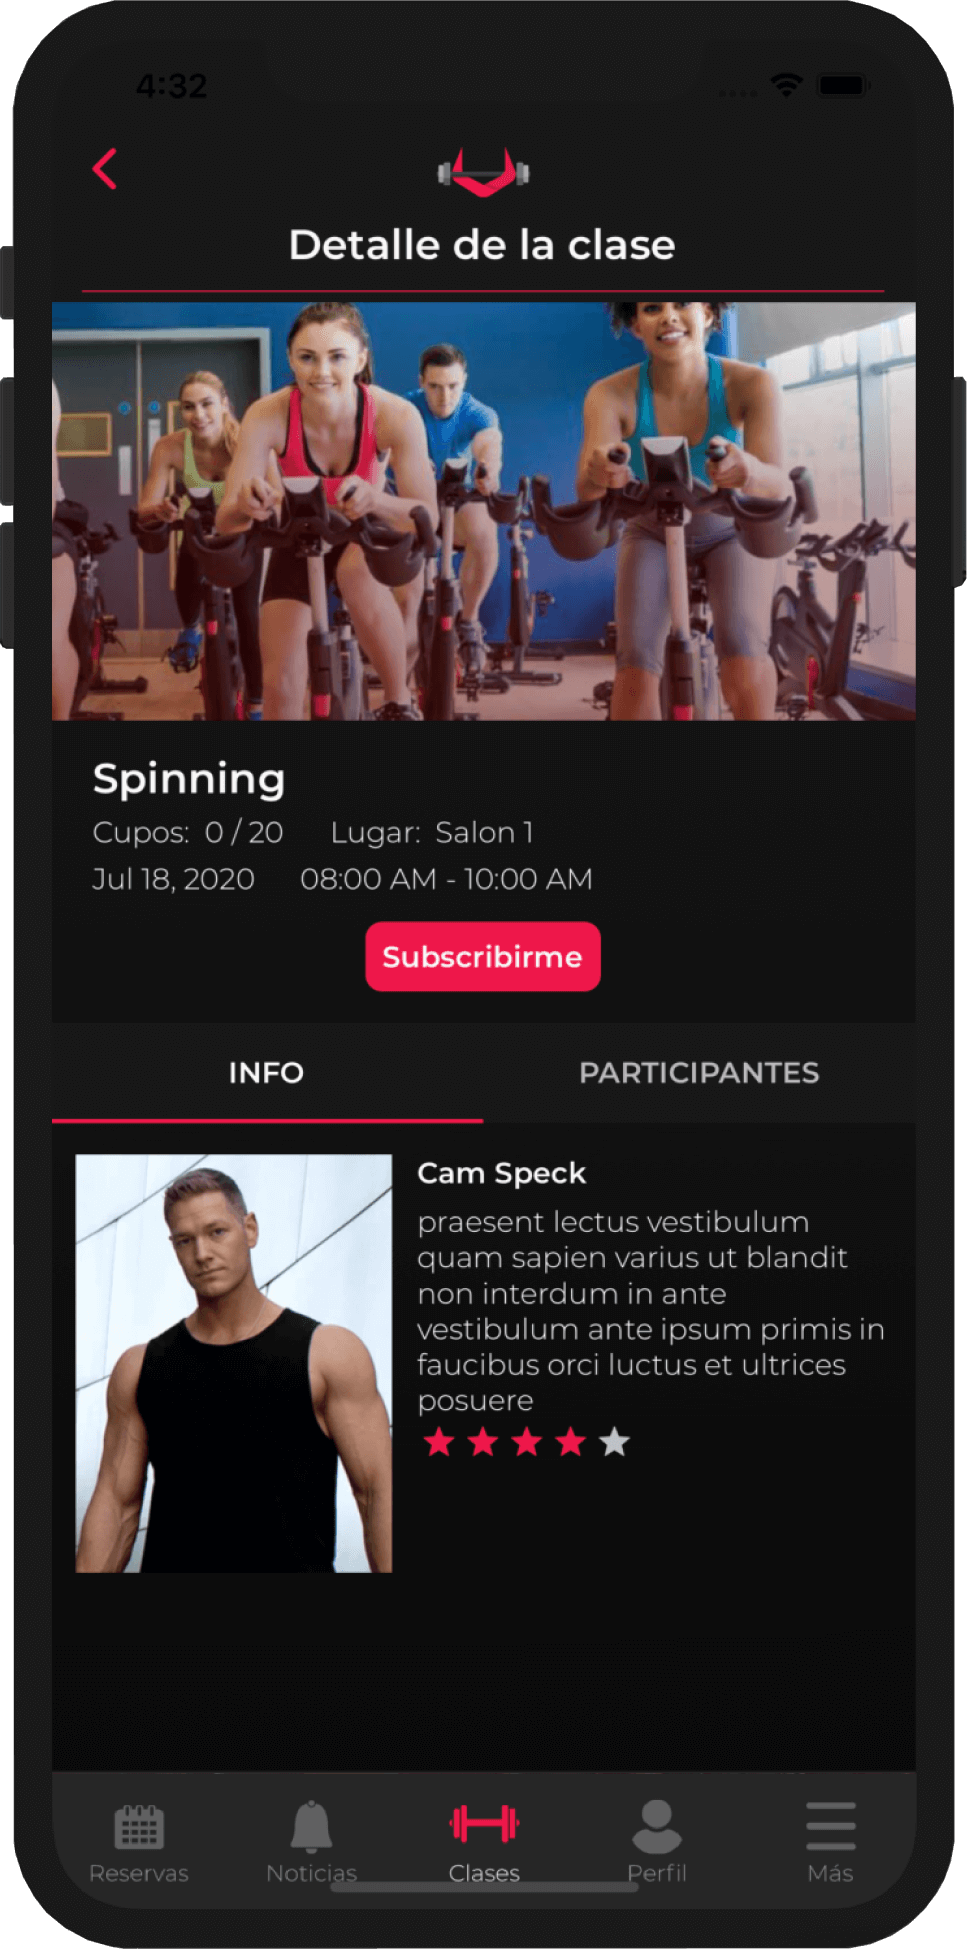 4:32
Detalle de la clase
Spinning
Cupos: 0 / 20 Lugar: Salon 1
Jul 18, 2020 08:00 AM - 10:00 AM
Subscribirme
INFO PARTICIPANTES
Cam Speck
praesent lectus vestibulum
quam sapien varius ut blandit
non interdum in ante
vestibulum ante ipsum primis in
faucibus orci luctus et ultrices
posuere
Reservas Noticias Clases Perfil Más